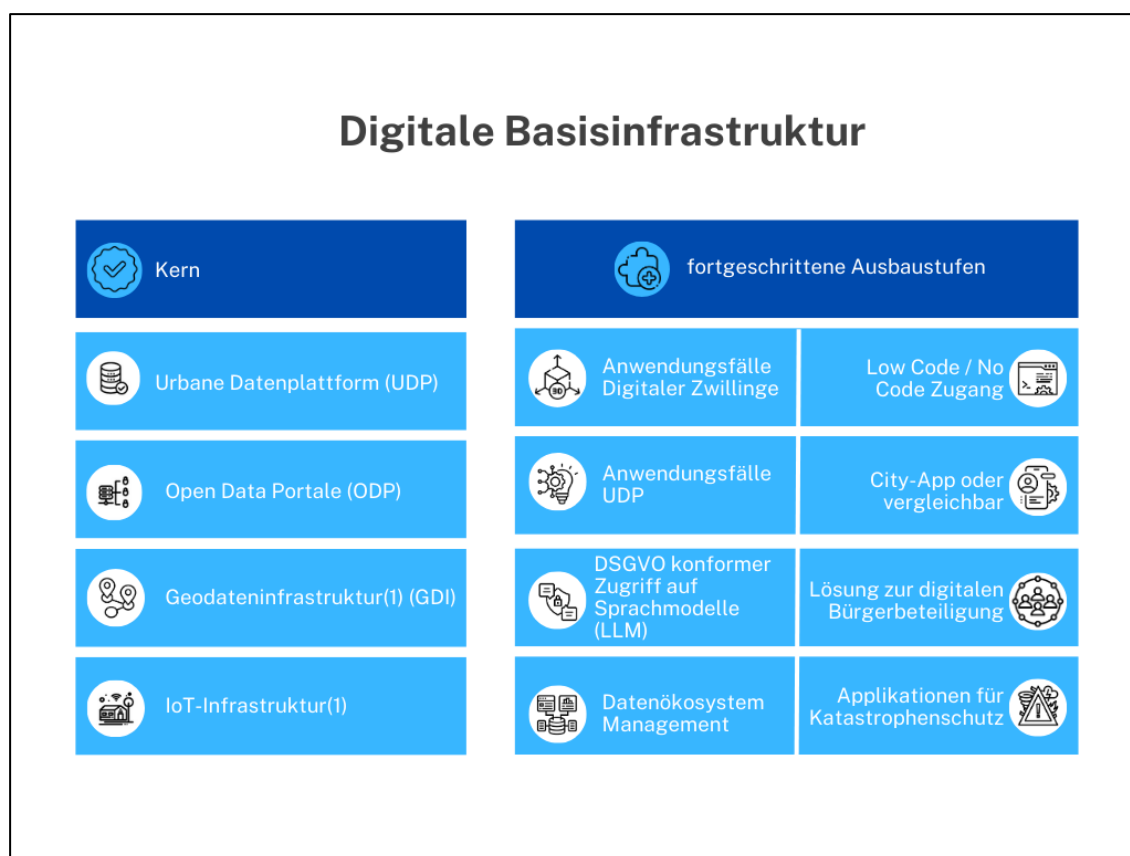 Digitale Basisinfrastruktur
Kern
Urbane Datenplattform (UDP)
Open Data Portale (ODP)
Geodateninfrastruktur(1) (GDI)
IoT-Infrastruktur(1)
fortgeschrittene Ausbaustufen
Anwendungsfälle
Digitaler Zwillinge
Low Code / No
Code Zugang
Anwendungsfälle
UDP
City-App oder
vergleichbar
DSGVO konformer
Zugriff auf
Sprachmodelle
(LLM)
Lösung zur digitalen
Bürgerbeteiligung
Datenökosystem
Management
Applikationen für
Katastrophenschutz